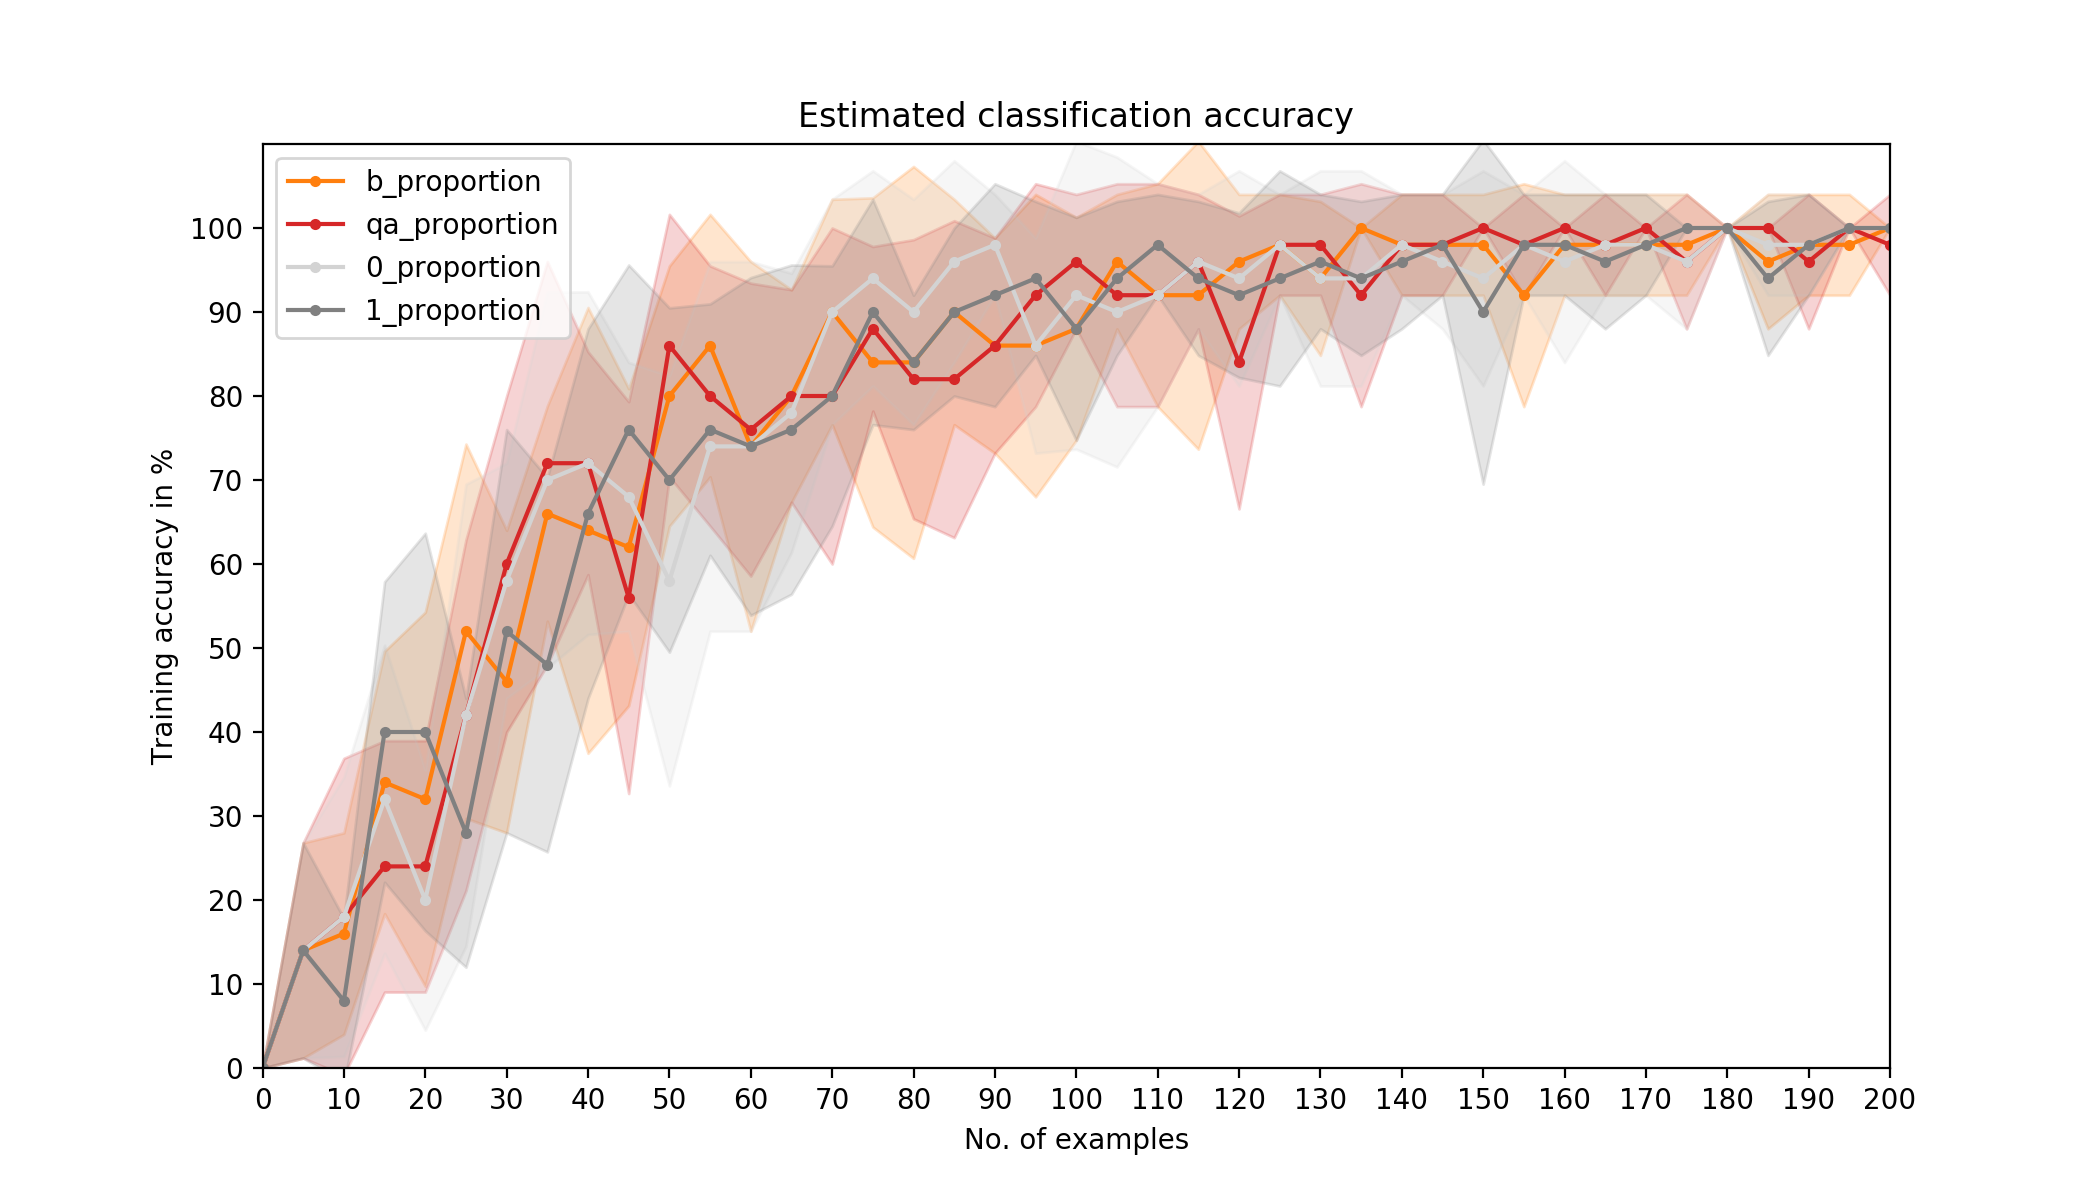 Estimated classification accuracy
b_proportion
qa_proportion
0_proportion
1_proportion
Training accuracy in %
100
90
80
70
60
50
40
30
20
10
0
0 10 20 30 40 50 60 70 80 90 100 110 120 130 140 150 160 170 180 190 200
No. of examples